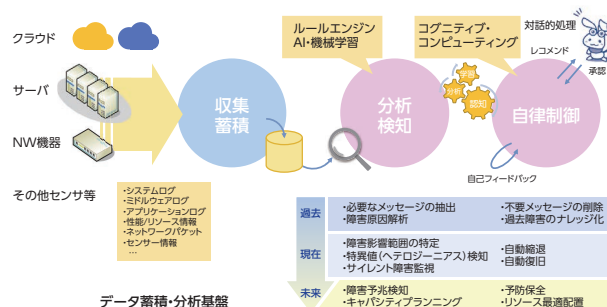 クラウド
サーバ
NW機器
その他センサ等
・システムログ
・ミドルウェアログ
・アプリケーションログ
・性能/リソース情報
・ネットワークパケット
・センサー情報
…
収集
蓄積
ルールエンジン
AI・機械学習
分析
検知
コグニティブ・
コンピューティング
学習
分析
認知
自律制御
対話的処理
レコメンド
承認
自己フィードバック
過去
・必要なメッセージの抽出
・障害原因解析
・不要メッセージの削除
・過去障害のナレッジ化
現在
・障害影響範囲の特定
・特異値(ヘテロジーニアス)検知
・サイレント障害監視
・自動縮退
・自動復旧
未来
・障害予兆検知
・キャパシティプランニング
・予防保全
・リソース最適配置
データ蓄積・分析基盤